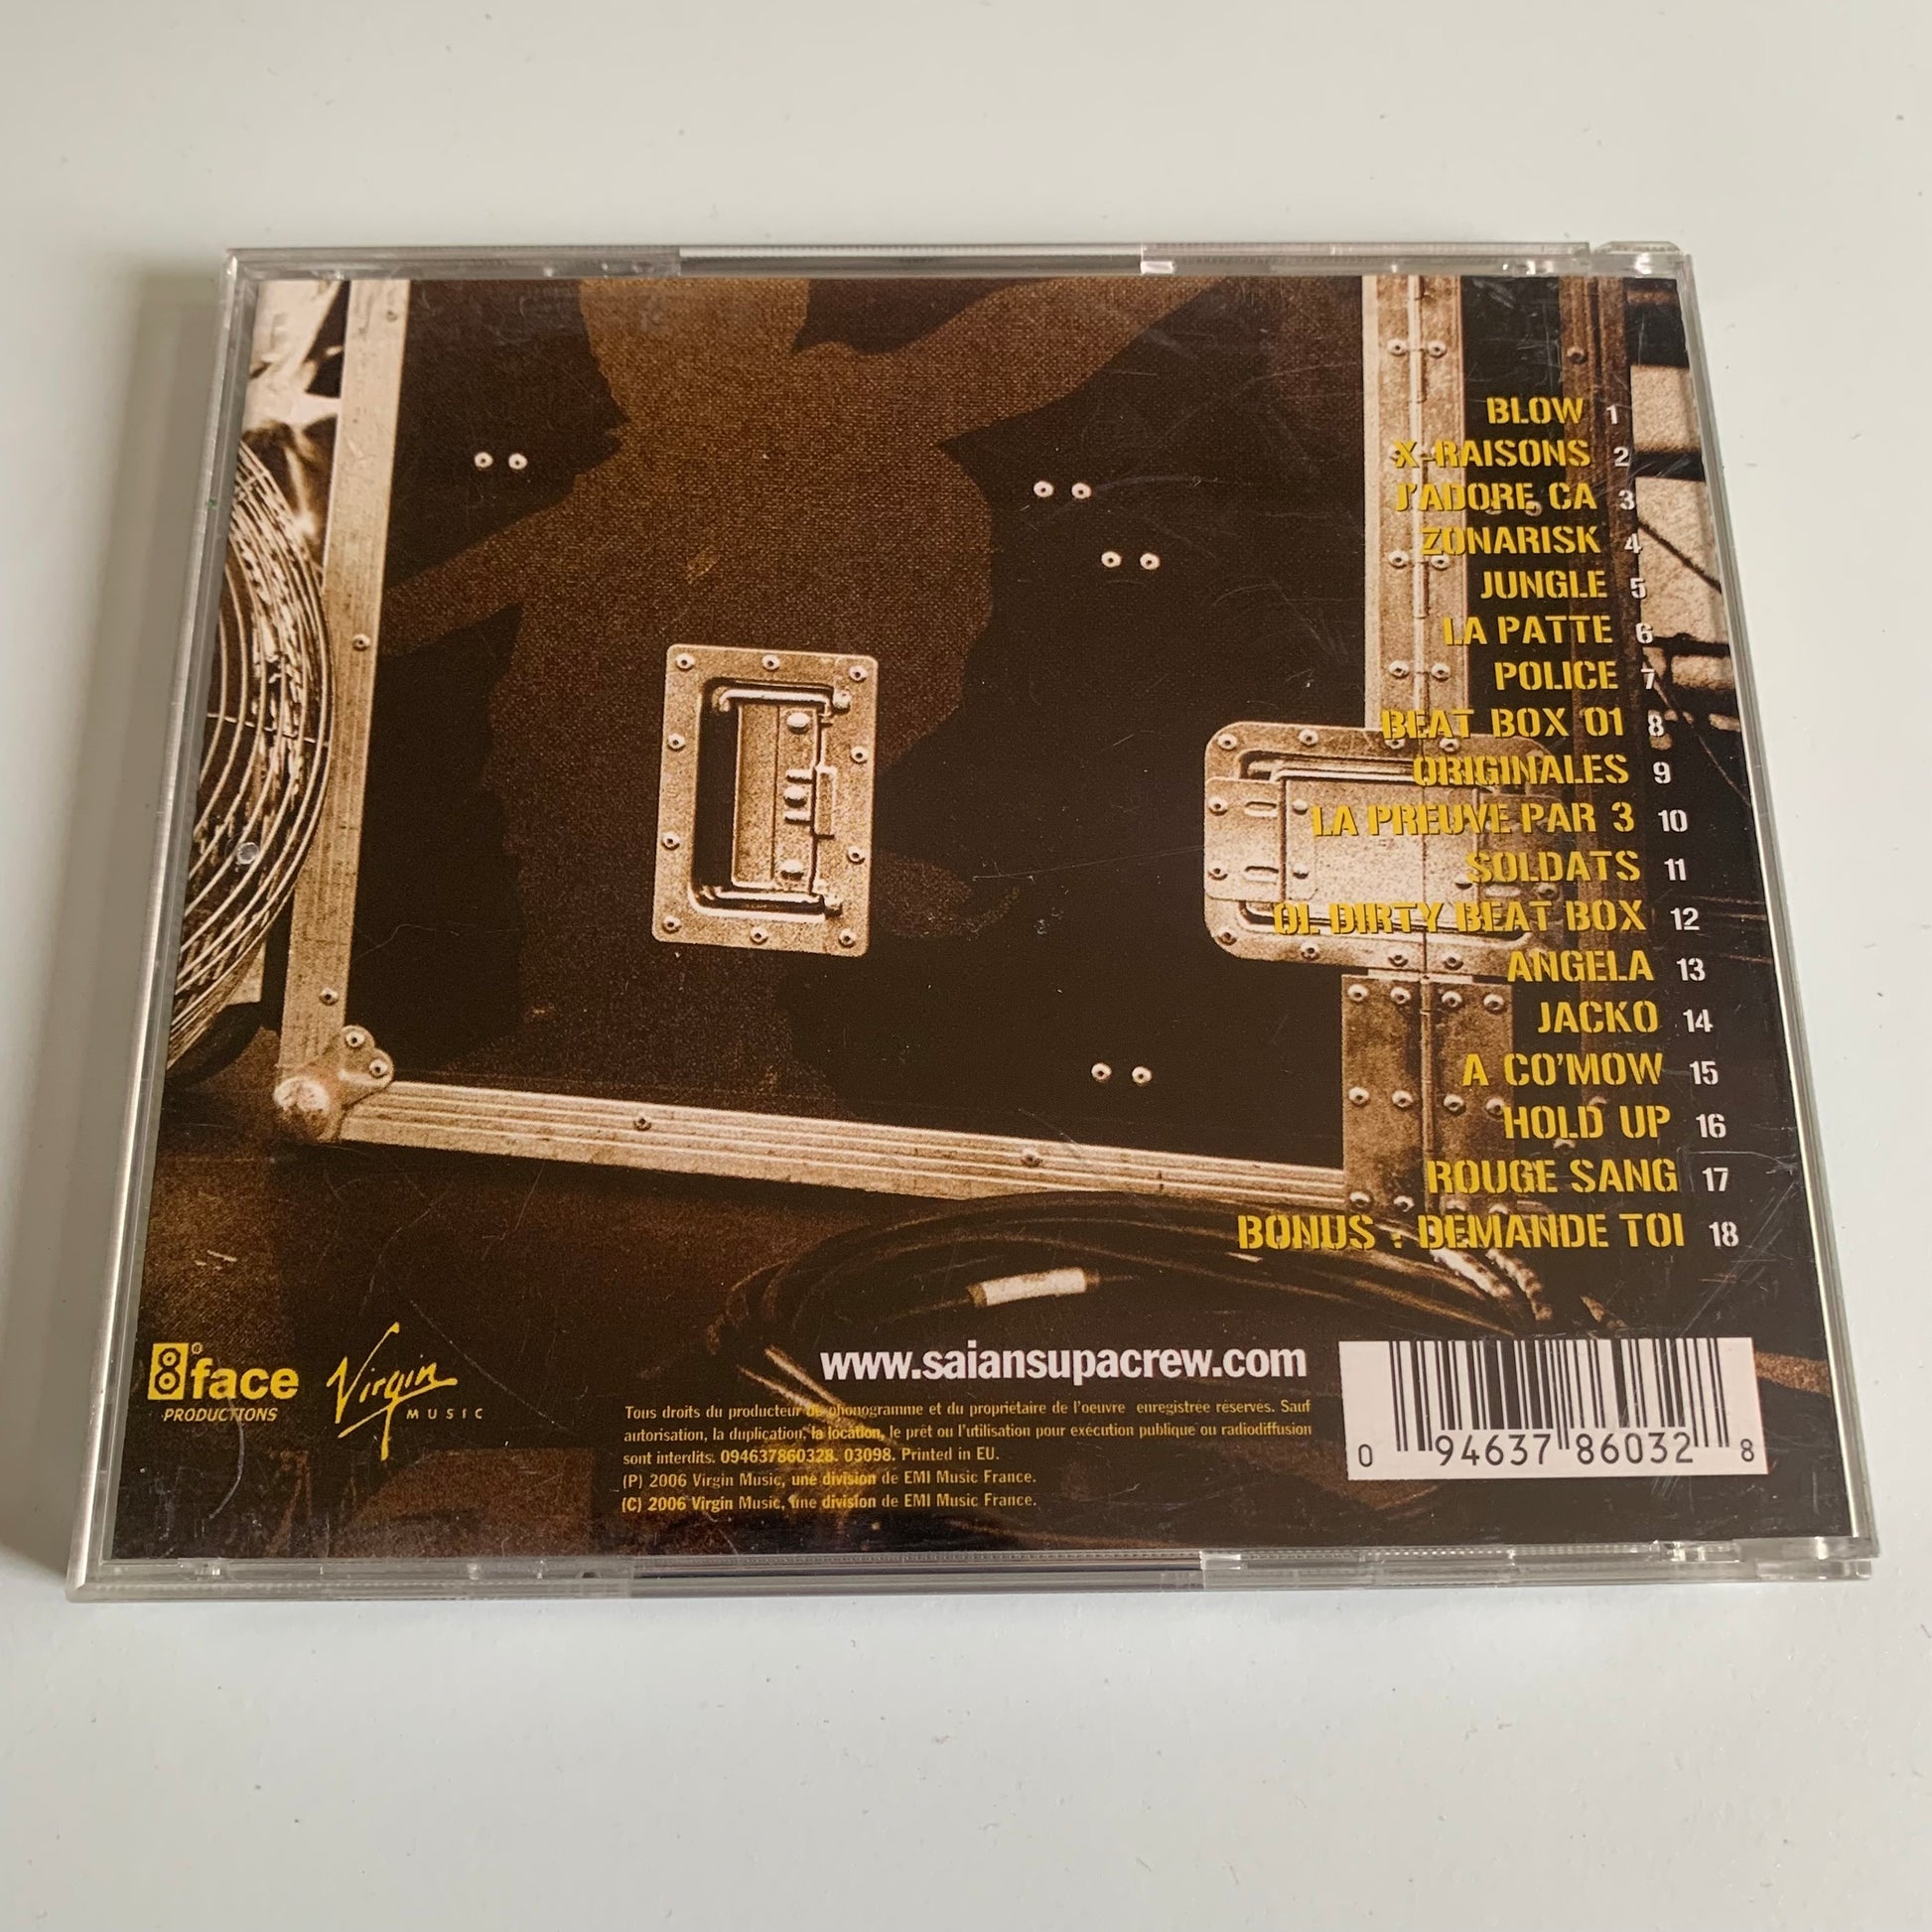 BLOW 1
X-RAISONS 2
J'ADORE CA 3
ZONARISK 4
JUNGLE 5
LA PATTE 6
POLICE 7
BEAT BOX 01 8
ORIGINALES 9
LA PREUVE PAR 3 10
SOLDATS 11
OL DIRTY BEAT BOX 12
ANGELA 13
JACKO 14
A CO'MOW 15
HOLD UP 16
ROUGE SANG 17
BONUS : DEMANDE TOI 18
8 face
PRODUCTIONS
Virgin
MUSIC
www.saiansupacrew.com
Tous droits du producteur de phonogramme et du propriétaire de l'oeuvre enregistrée réservés. Sauf
autorisation, la duplication, la location, le prêt ou l'utilisation pour exécution publique ou radiodiffusion
sont interdits. 094637860328. 03098. Printed in EU.
(P) 2006 Virgin Music, une division de EMI Music France.
(C) 2006 Virgin Music, une division de EMI Music France.
0 94637 86032 8